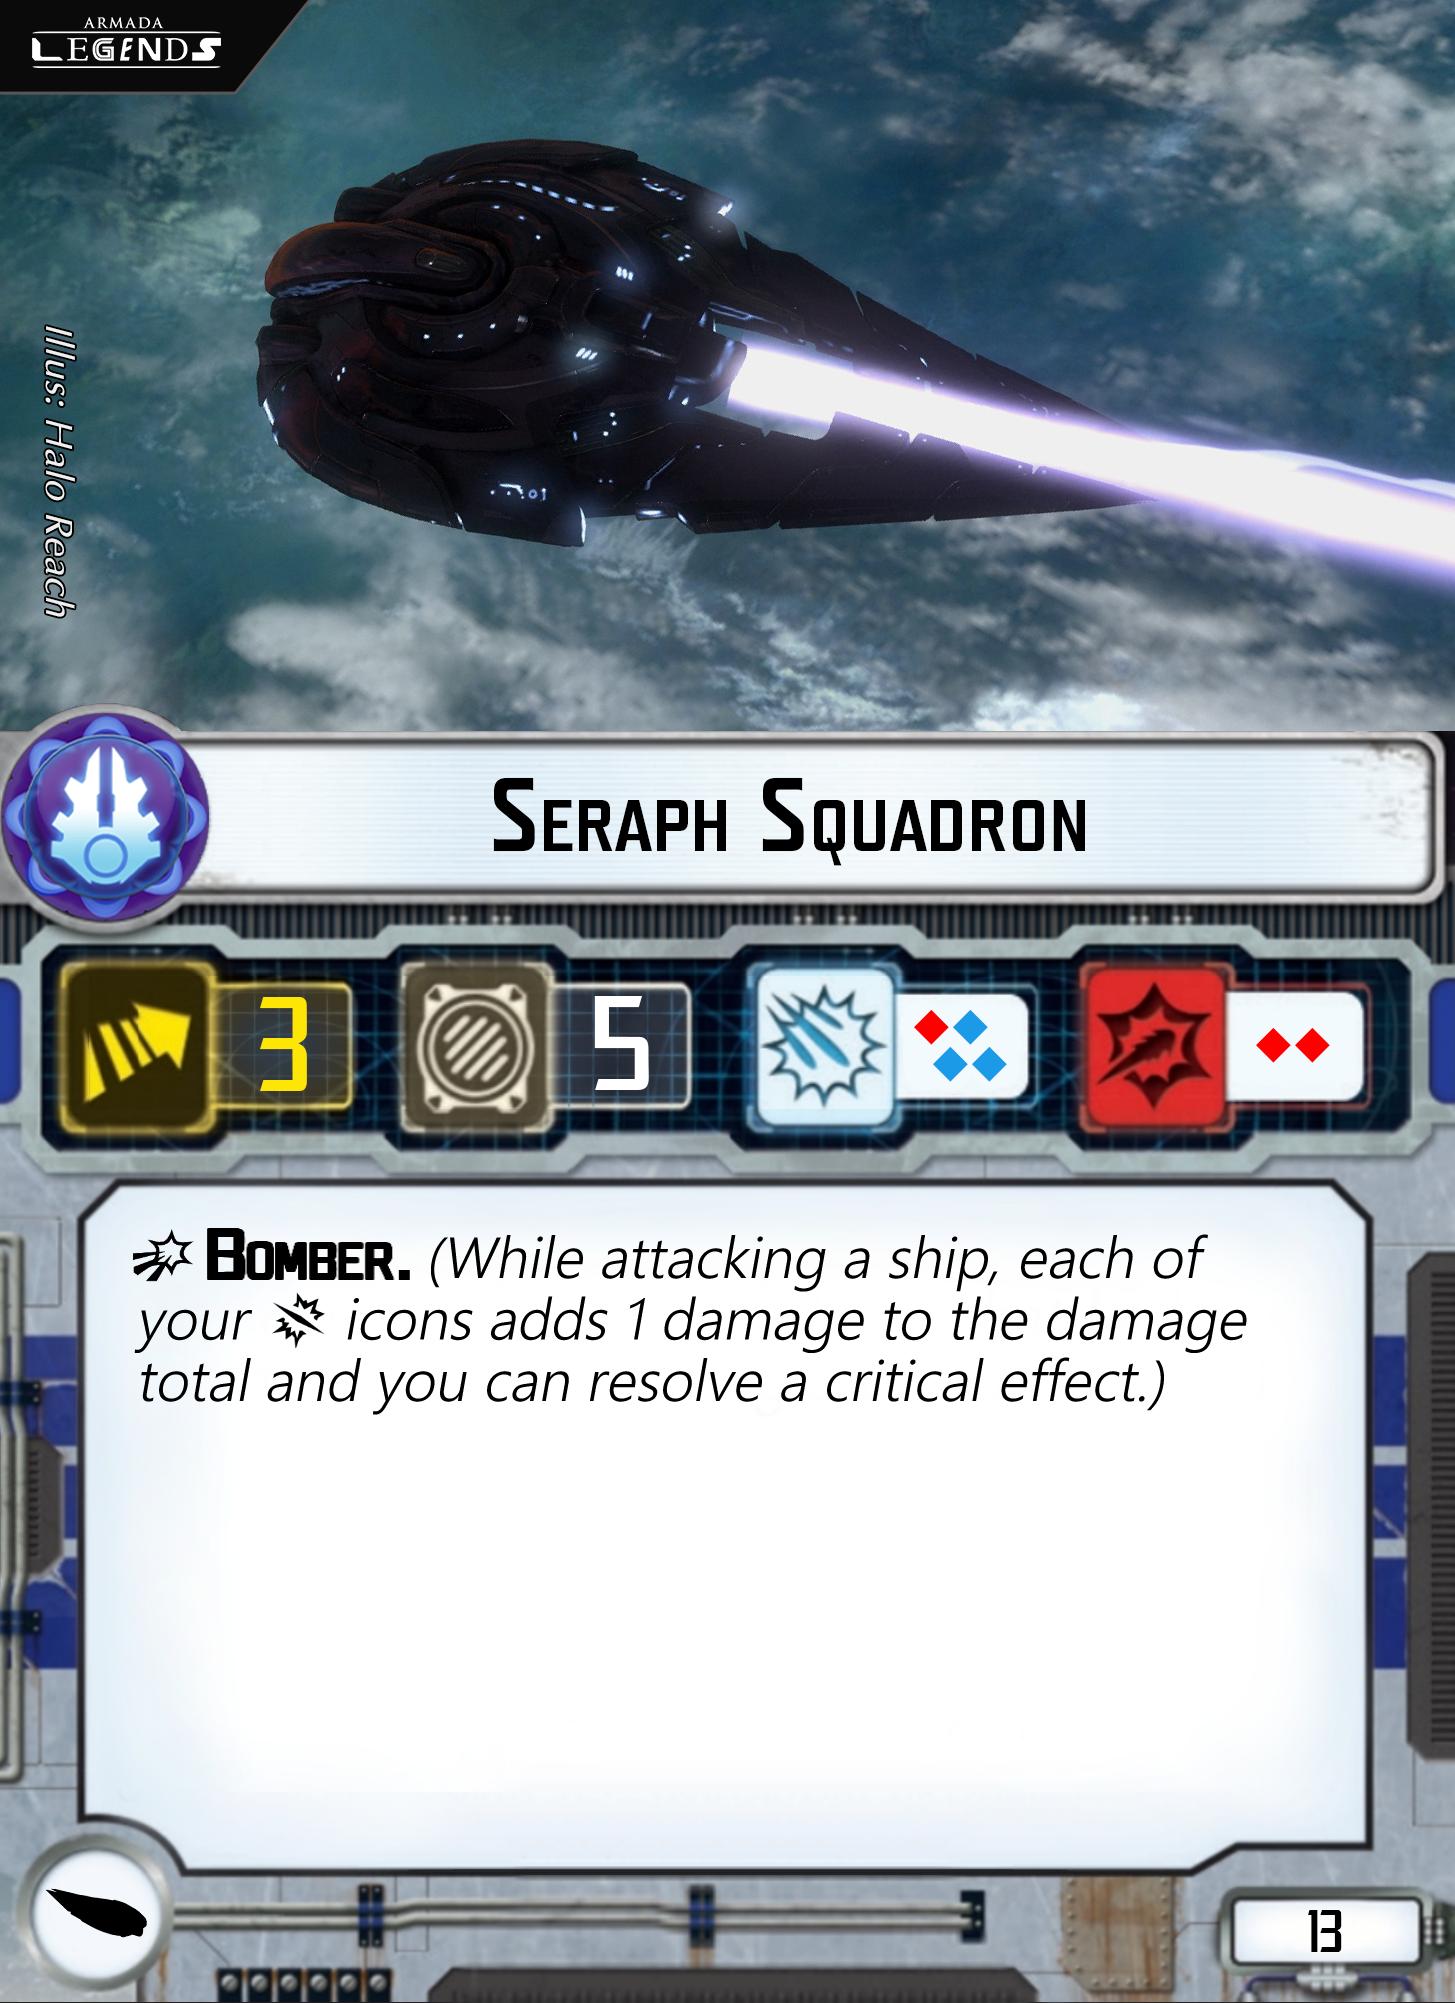 ARMADA
LEGENDS
Illus: Halo Reach
SERAPH SQUADRON
3
5
BOMBER. (While attacking a ship, each of
your icons adds 1 damage to the damage
total and you can resolve a critical effect.)
13